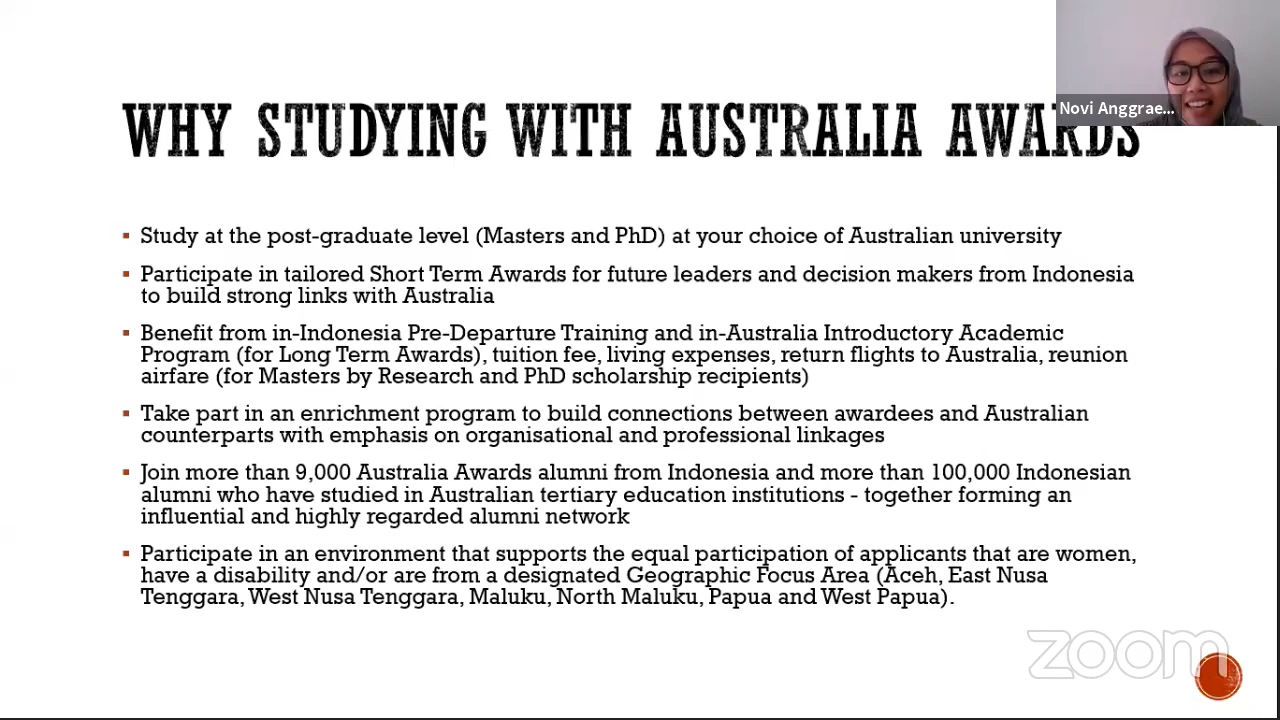 Novi Anggrae...
WHY STUDYING WITH AUSTRALIA AWARDS
▪ Study at the post-graduate level (Masters and PhD) at your choice of Australian university
▪ Participate in tailored Short Term Awards for future leaders and decision makers from Indonesia
to build strong links with Australia
▪ Benefit from in-Indonesia Pre-Departure Training and in-Australia Introductory Academic
Program (for Long Term Awards), tuition fee, living expenses, return flights to Australia, reunion
airfare (for Masters by Research and PhD scholarship recipients)
▪ Take part in an enrichment program to build connections between awardees and Australian
counterparts with emphasis on organisational and professional linkages
▪ Join more than 9,000 Australia Awards alumni from Indonesia and more than 100,000 Indonesian
alumni who have studied in Australian tertiary education institutions - together forming an
influential and highly regarded alumni network
▪ Participate in an environment that supports the equal participation of applicants that are women,
have a disability and/or are from a designated Geographic Focus Area (Aceh, East Nusa
Tenggara, West Nusa Tenggara, Maluku, North Maluku, Papua and West Papua).
zoom